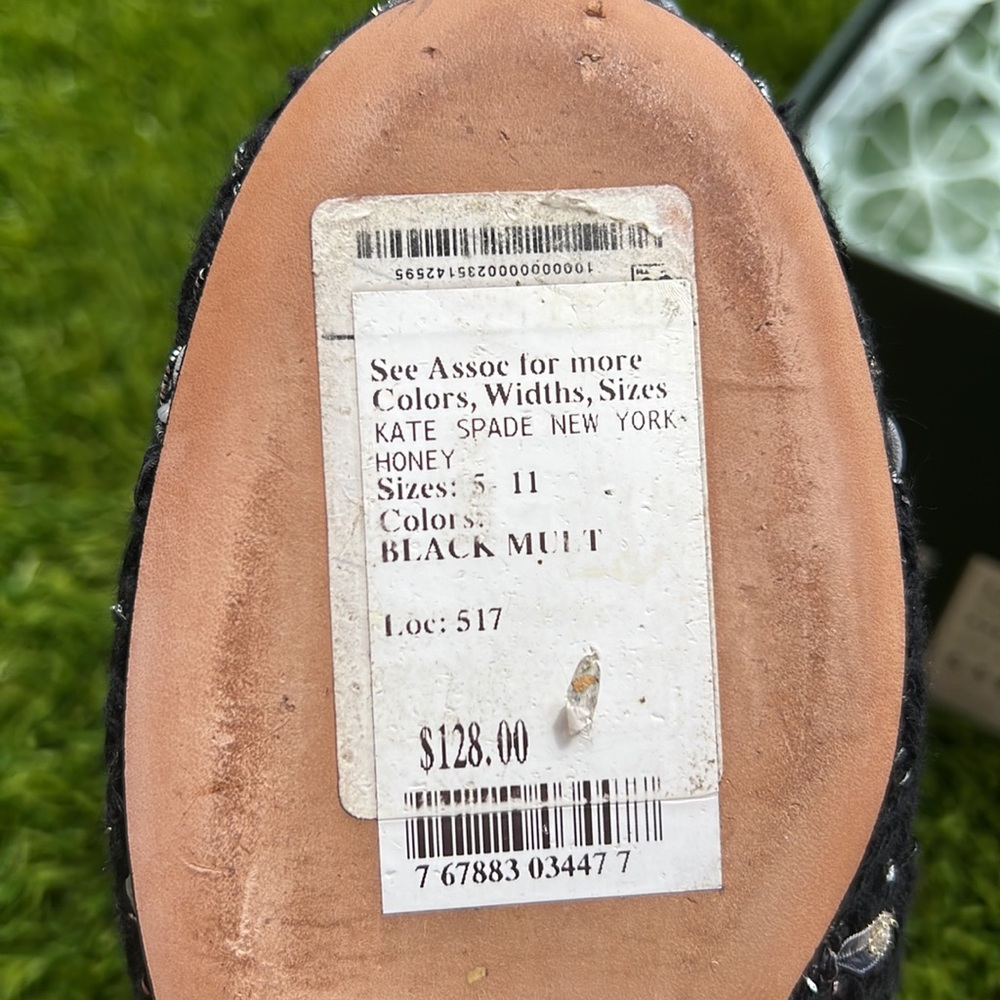 10000000002351425​95
See Assoc for more
Colors, Widths, Sizes
KATE SPADE NEW YORK
HONEY
Sizes: 5- 11
Colors:
BLACK MULT
Loc: 517
$128.00
7 67883 03447 7